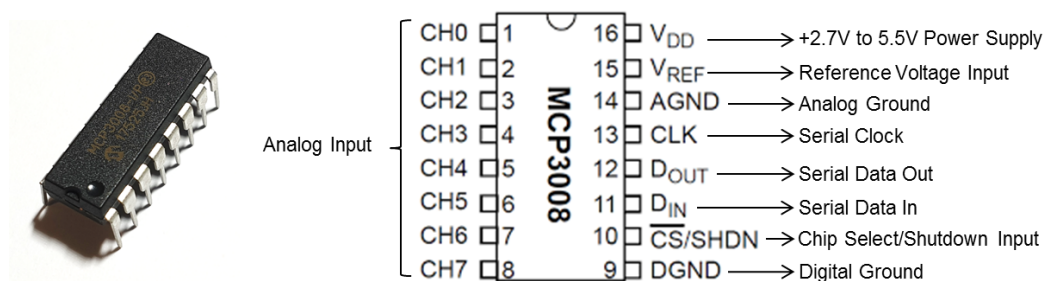 CH0 1 16 VDD +2.7V to 5.5V Power Supply
CH1 2 15 VREF Reference Voltage Input
CH2 3 14 AGND Analog Ground
CH3 4 13 CLK Serial Clock
Analog Input
CH4 5 12 DOUT Serial Data Out
CH5 6 11 DIN Serial Data In
CH6 7 10 CS/SHDN Chip Select/Shutdown Input
CH7 8 9 DGND Digital Ground
MCP3008